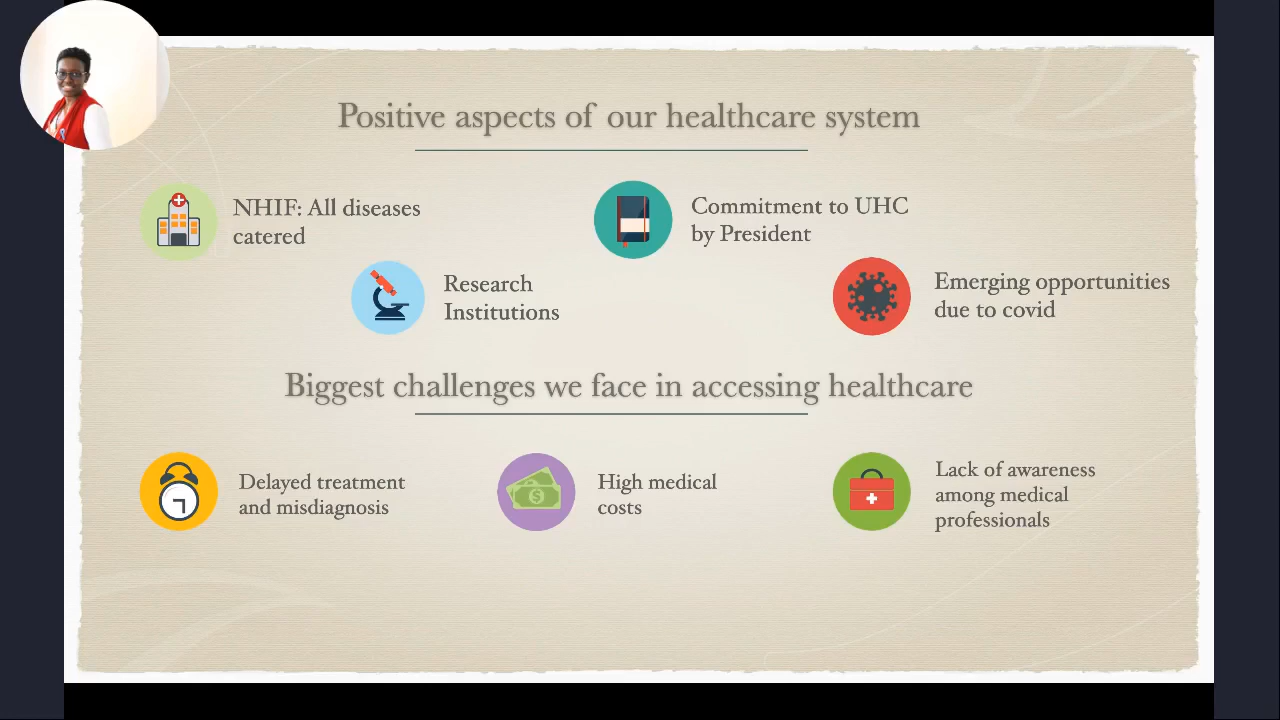 Positive aspects of our healthcare system
NHIF: All diseases
catered
Commitment to UHC
by President
Research
Institutions
Emerging opportunities
due to covid
Biggest challenges we face in accessing healthcare
Delayed treatment
and misdiagnosis
High medical
costs
Lack of awareness
among medical
professionals